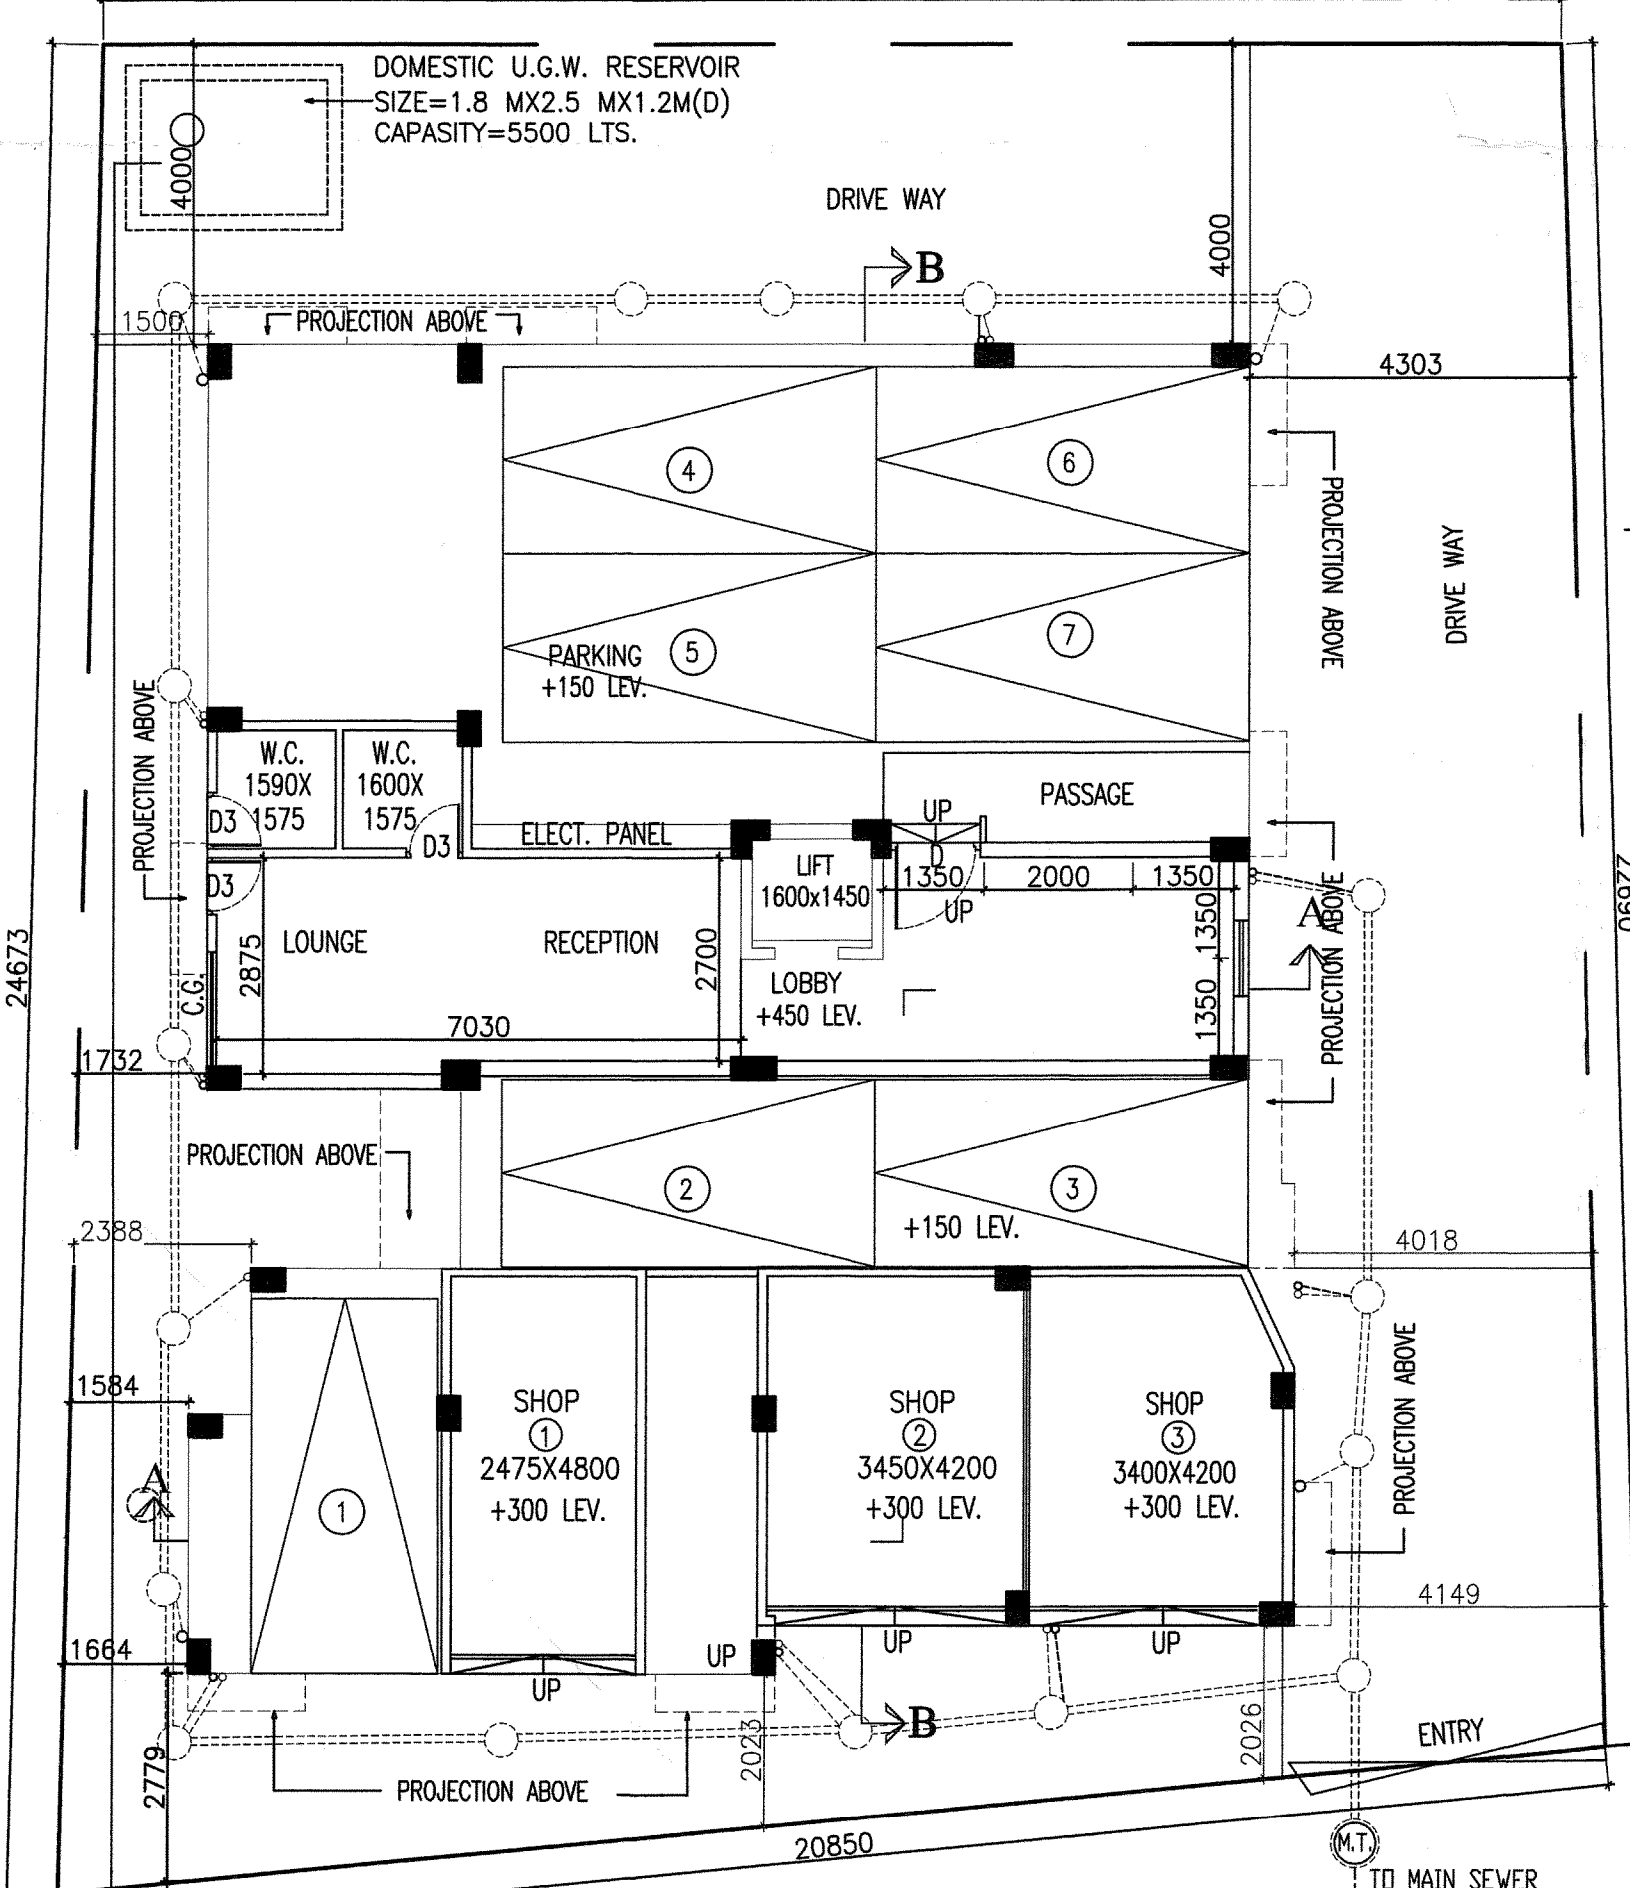 DOMESTIC U.G.W. RESERVOIR
SIZE=1.8 MX2.5 MX1.2M(D)
CAPASITY=5500 LTS.
4000
DRIVE WAY
4000
B
1500
PROJECTION ABOVE
4303
4
6
PROJECTION ABOVE
DRIVE WAY
5
7
PARKING
+150 LEV.
PROJECTION ABOVE
W.C.
1590X
1575
W.C.
1600X
1575
D3
D3
D3
ELECT. PANEL
UP
PASSAGE
LIFT
1600x1450
D
1350
2000
1350
UP
1350
1350
A
PROJECTION ABOVE
24673
2875
LOUNGE
RECEPTION
2700
C.G.
LOBBY
+450 LEV.
7030
1732
PROJECTION ABOVE
2
3
+150 LEV.
2388
4018
1584
SHOP
1
2475X4800
+300 LEV.
SHOP
2
3450X4200
+300 LEV.
SHOP
3
3400X4200
+300 LEV.
PROJECTION ABOVE
A
1
4149
1664
UP
UP
UP
UP
B
2779
2023
2026
ENTRY
PROJECTION ABOVE
20850
M.T.
TO MAIN SEWER